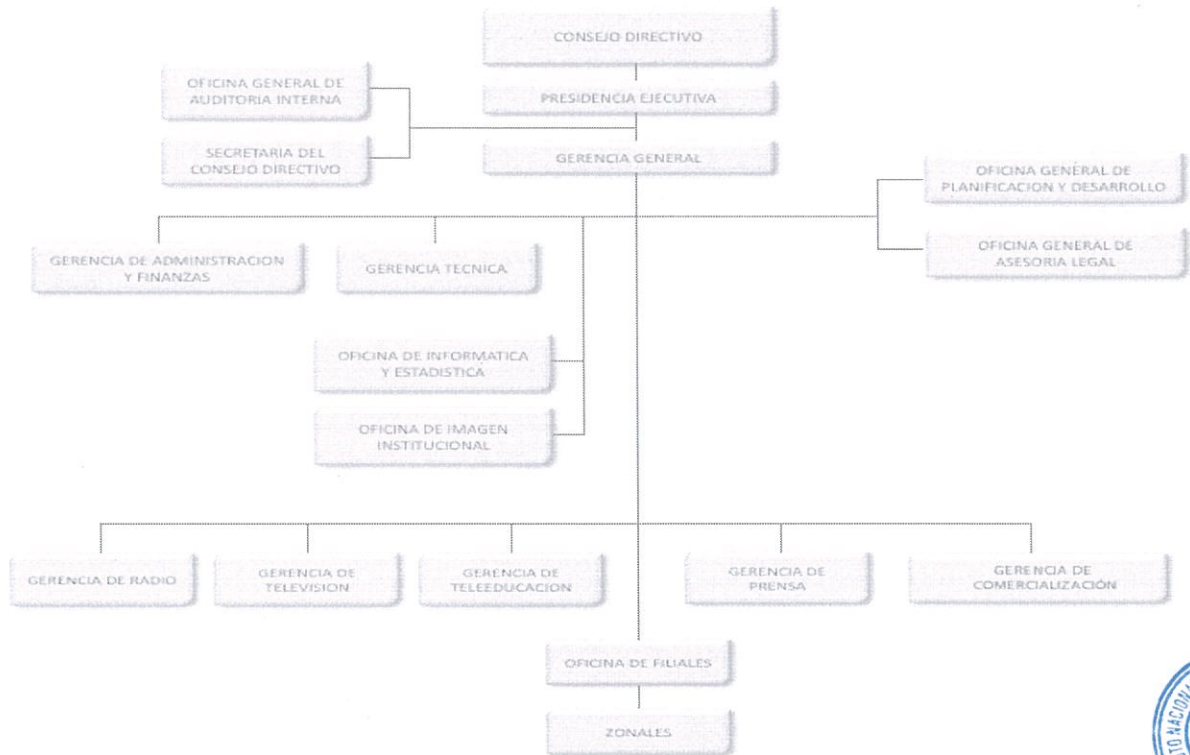 CONSEJO DIRECTIVO
OFICINA GENERAL DE
AUDITORIA INTERNA
PRESIDENCIA EJECUTIVA
SECRETARIA DEL
CONSEJO DIRECTIVO
GERENCIA GENERAL
OFICINA GENERAL DE
PLANIFICACION Y DESARROLLO
GERENCIA DE ADMINISTRACION
Y FINANZAS
GERENCIA TECNICA
OFICINA GENERAL DE
ASESORIA LEGAL
OFICINA DE INFORMATICA
Y ESTADISTICA
OFICINA DE IMAGEN
INSTITUCIONAL
GERENCIA DE RADIO
GERENCIA DE
TELEVISION
GERENCIA DE
TELEEDUCACION
GERENCIA DE
PRENSA
GERENCIA DE
COMERCIALIZACIÓN
OFICINA DE FILIALES
ZONALES